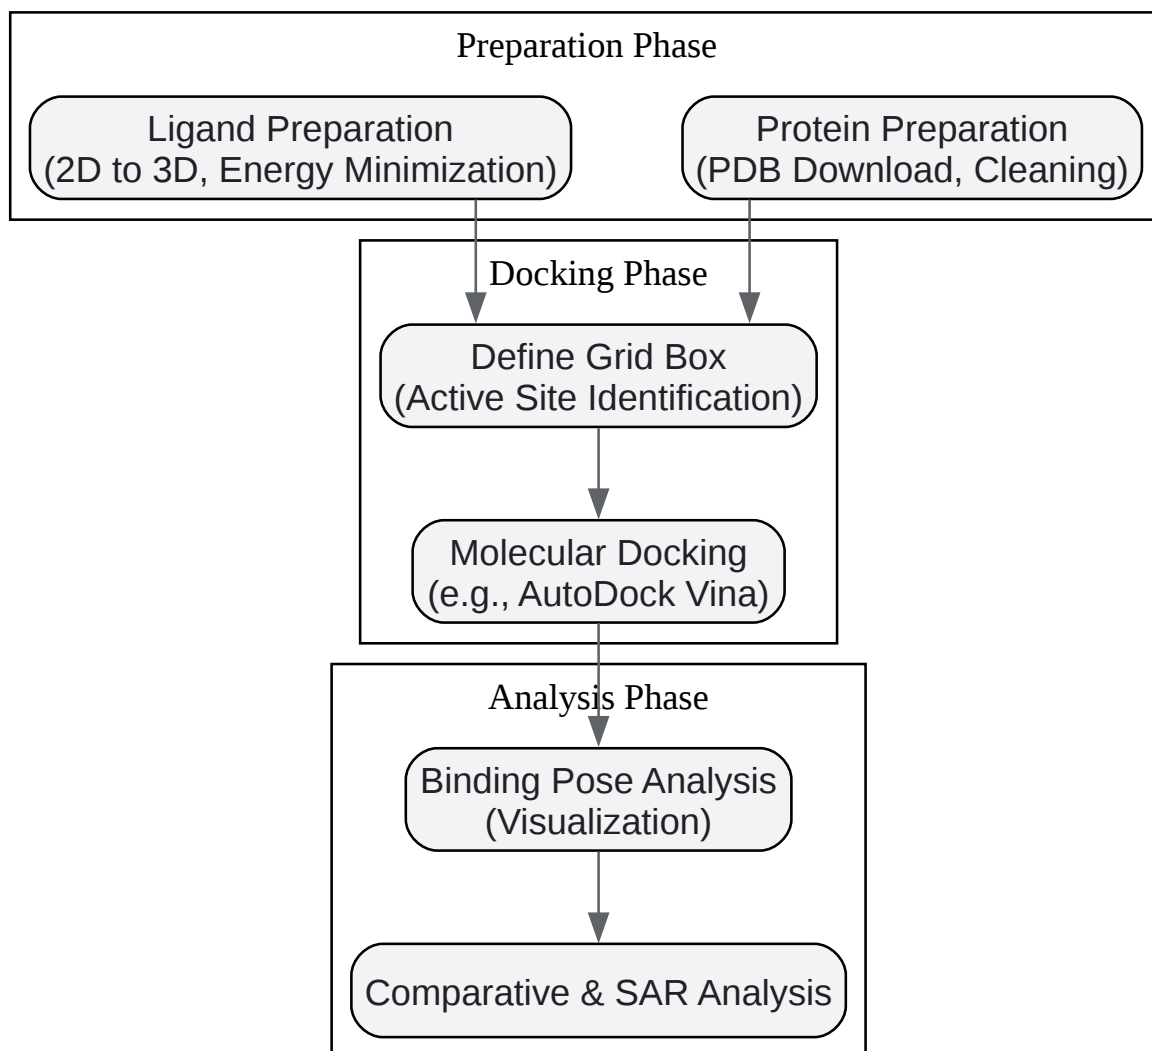 Preparation Phase
Ligand Preparation
(2D to 3D, Energy Minimization)
Protein Preparation
(PDB Download, Cleaning)
Docking Phase
Define Grid Box
(Active Site Identification)
Molecular Docking
(e.g., AutoDock Vina)
Analysis Phase
Binding Pose Analysis
(Visualization)
Comparative & SAR Analysis